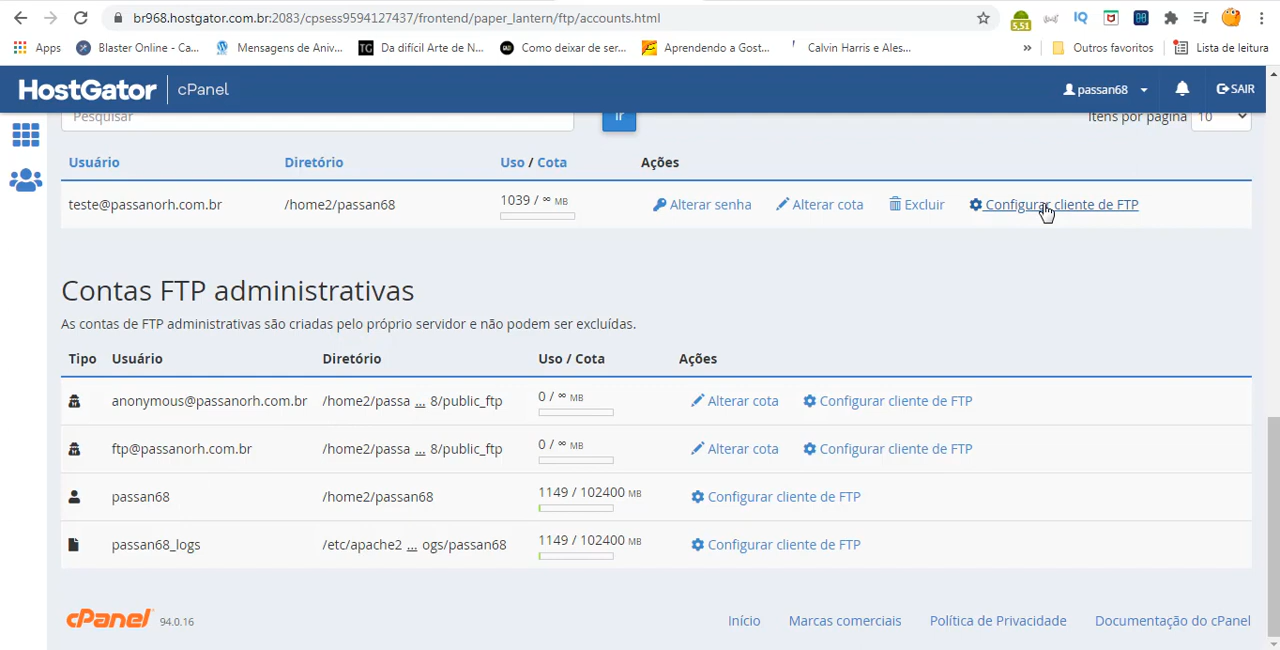 br968.hostgator.com.br:2083/cpsess9594127437/frontend/paper_lantern/ftp/accounts.html
5,51
IQ
Apps Blaster Online - Ca... Mensagens de Aniv... TG Da difícil Arte de N... Como deixar de ser... Aprendendo a Gost... Calvin Harris e Ales... » Outros favoritos Lista de leitura
HostGator cPanel passan68 SAIR
Pesquisar Ir Itens por página 10
Usuário Diretório Uso / Cota Ações
teste@passanorh.com.br /home2/passan68 1039 / ∞ MB Alterar senha Alterar cota Excluir Configurar cliente de FTP
Contas FTP administrativas
As contas de FTP administrativas são criadas pelo próprio servidor e não podem ser excluídas.
Tipo Usuário Diretório Uso / Cota Ações
anonymous@passanorh.com.br /home2/passa ... 8/public_ftp 0 / ∞ MB Alterar cota Configurar cliente de FTP
ftp@passanorh.com.br /home2/passa ... 8/public_ftp 0 / ∞ MB Alterar cota Configurar cliente de FTP
passan68 /home2/passan68 1149 / 102400 MB Configurar cliente de FTP
passan68_logs /etc/apache2 ... ogs/passan68 1149 / 102400 MB Configurar cliente de FTP
cPanel 94.0.16 Início Marcas comerciais Política de Privacidade Documentação do cPanel